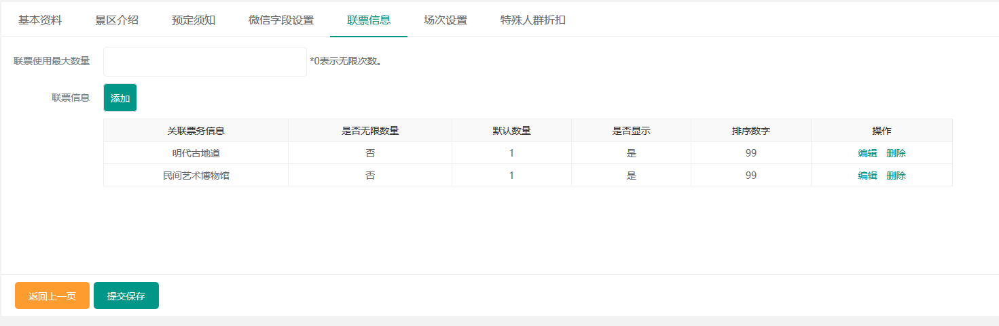 基本资料 景区介绍 预定须知 微信字段设置 联票信息 场次设置 特殊人群折扣
联票使用最大数量 *0表示无限次数。
联票信息 添加
关联票务信息 是否无限数量 默认数量 是否显示 排序数字 操作
明代古地道 否 1 是 99 编辑 删除
民间艺术博物馆 否 1 是 99 编辑 删除
返回上一页 提交保存